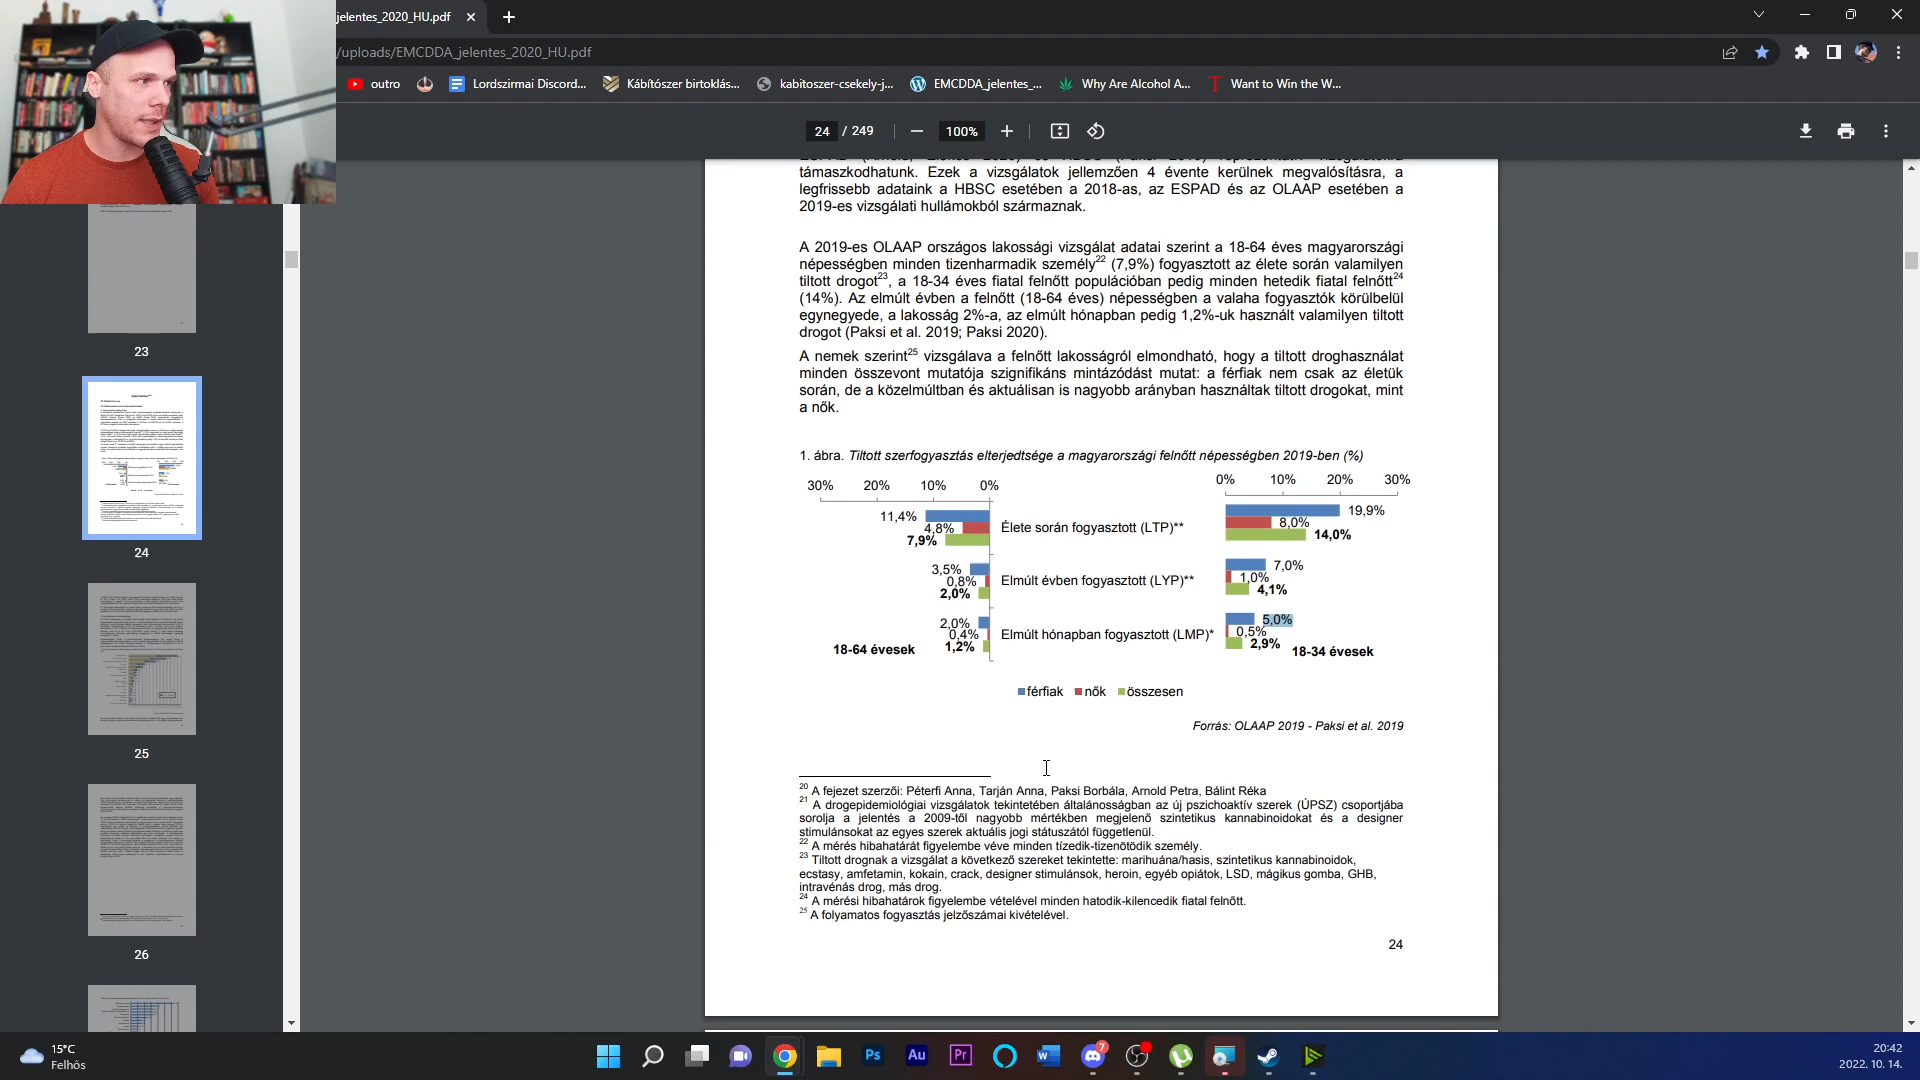 jelentes_2020_HU.pdf
/uploads/EMCDDA_jelentes_2020_HU.pdf
outro
Lordszirmai Discord...
Kábítószer birtoklás...
kabitoszer-csekely-j...
EMCDDA_jelentes_...
Why Are Alcohol A...
Want to Win the W...
24 / 249
100%
támaszkodhatunk. Ezek a vizsgálatok jellemzően 4 évente kerülnek megvalósításra, a
legfrissebb adataink a HBSC esetében a 2018-as, az ESPAD és az OLAAP esetében a
2019-es vizsgálati hullámokból származnak.
A 2019-es OLAAP országos lakossági vizsgálat adatai szerint a 18-64 éves magyarországi
népességben minden tizenharmadik személy22 (7,9%) fogyasztott az élete során valamilyen
tiltott drogot23, a 18-34 éves fiatal felnőtt populációban pedig minden hetedik fiatal felnőtt24
(14%). Az elmúlt évben a felnőtt (18-64 éves) népességben a valaha fogyasztók körülbelül
egynegyede, a lakosság 2%-a, az elmúlt hónapban pedig 1,2%-uk használt valamilyen tiltott
drogot (Paksi et al. 2019; Paksi 2020).
A nemek szerint25 vizsgálava a felnőtt lakosságról elmondható, hogy a tiltott droghasználat
minden összevont mutatója szignifikáns mintázódást mutat: a férfiak nem csak az életük
során, de a közelmúltban és aktuálisan is nagyobb arányban használtak tiltott drogokat, mint
a nők.
1. ábra. Tiltott szerfogyasztás elterjedtsége a magyarországi felnőtt népességben 2019-ben (%)
30% 20% 10% 0%
0% 10% 20% 30%
11,4%
4,8%
7,9%
Élete során fogyasztott (LTP)**
19,9%
8,0%
14,0%
3,5%
0,8%
2,0%
Elmúlt évben fogyasztott (LYP)**
7,0%
1,0%
4,1%
2,0%
0,4%
1,2%
Elmúlt hónapban fogyasztott (LMP)*
5,0%
0,5%
2,9%
18-64 évesek
18-34 évesek
férfiak nők összesen
Forrás: OLAAP 2019 - Paksi et al. 2019
20 A fejezet szerzői: Péterfi Anna, Tarján Anna, Paksi Borbála, Arnold Petra, Bálint Réka
21 A drogepidemiológiai vizsgálatok tekintetében általánosságban az új pszichoaktív szerek (ÚPSZ) csoportjába
sorolja a jelentés a 2009-től nagyobb mértékben megjelenő szintetikus kannabinoidokat és a designer
stimulánsokat az egyes szerek aktuális jogi státuszától függetlenül.
22 A mérés hibahatárát figyelembe véve minden tízedik-tizenötödik személy.
23 Tiltott drognak a vizsgálat a következő szereket tekintette: marihuána/hasis, szintetikus kannabinoidok,
ecstasy, amfetamin, kokain, crack, designer stimulánsok, heroin, egyéb opiátok, LSD, mágikus gomba, GHB,
intravénás drog, más drog.
24 A mérési hibahatárok figyelembe vételével minden hatodik-kilencedik fiatal felnőtt.
25 A folyamatos fogyasztás jelzőszámai kivételével.
24
23
24
25
26
15°C
Felhős
Ps
Au
Pr
W
7
20:42
2022. 10. 14.